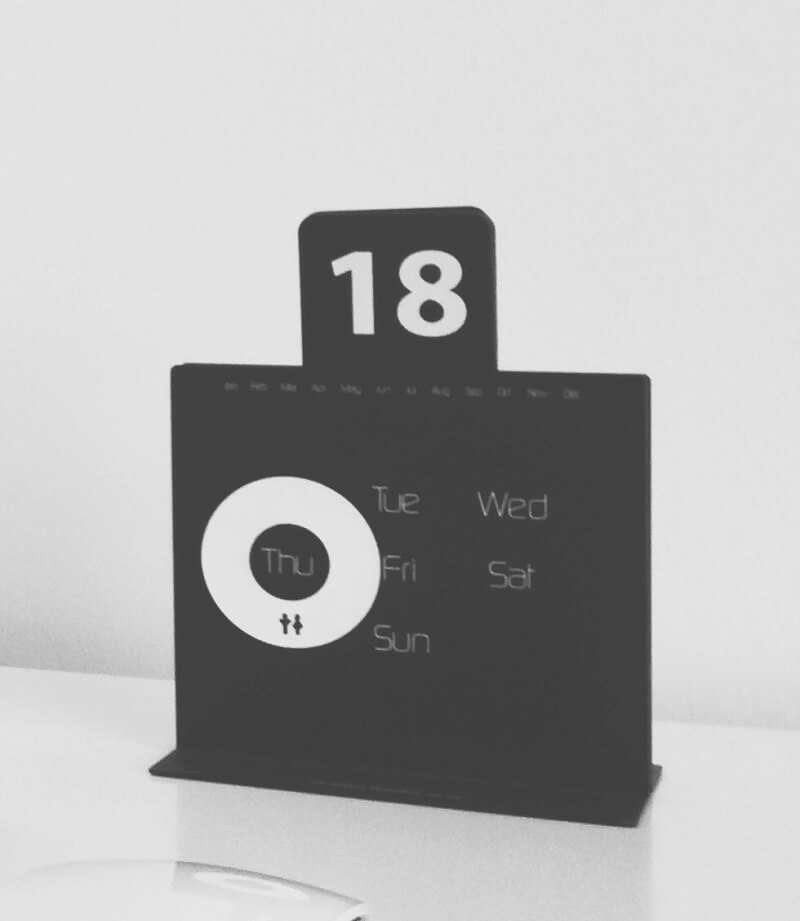 18
Jan Feb Mar Apr May Jun Jul Aug Sep Oct Nov Dec
Tue Wed
Thu Fri Sat
Sun